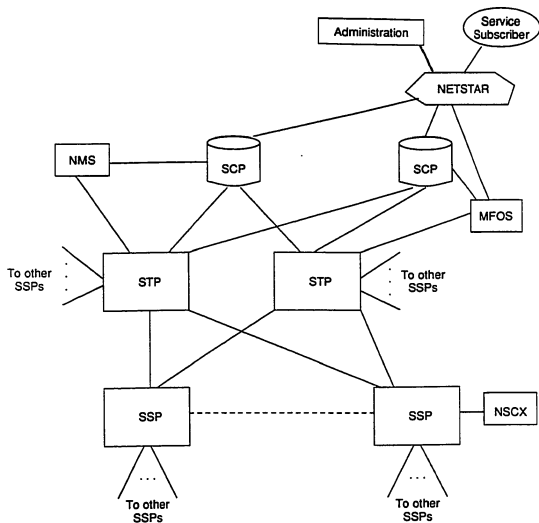 Service
Subscriber
Administration
NETSTAR
NMS
SCP
SCP
MFOS
To other
SSPs
STP
STP
To other
SSPs
SSP
SSP
NSCX
...
...
To other
SSPs
To other
SSPs